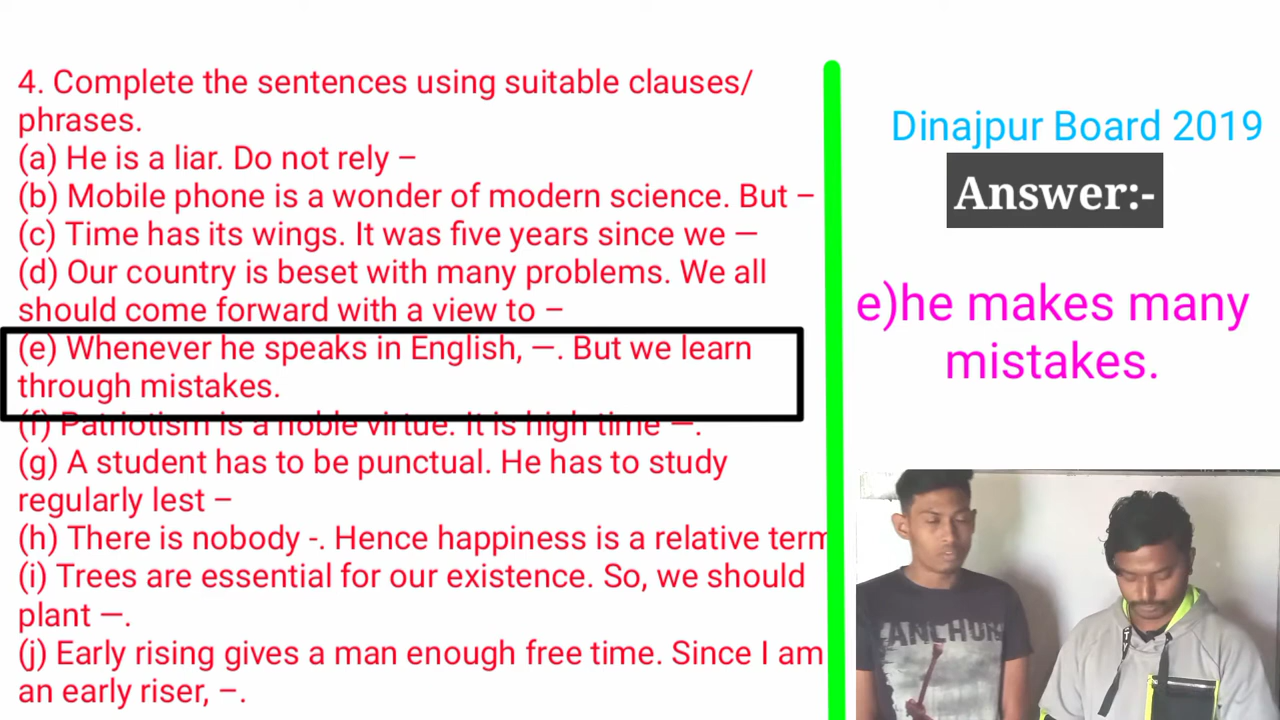 4. Complete the sentences using suitable clauses/
phrases.
(a) He is a liar. Do not rely –
(b) Mobile phone is a wonder of modern science. But –
(c) Time has its wings. It was five years since we —
(d) Our country is beset with many problems. We all
should come forward with a view to –
(e) Whenever he speaks in English, —. But we learn
through mistakes.
(f) Patriotism is a noble virtue. It is high time —.
(g) A student has to be punctual. He has to study
regularly lest –
(h) There is nobody -. Hence happiness is a relative term
(i) Trees are essential for our existence. So, we should
plant —.
(j) Early rising gives a man enough free time. Since I am
an early riser, –.
Dinajpur Board 2019
Answer:-
e)he makes many
mistakes.